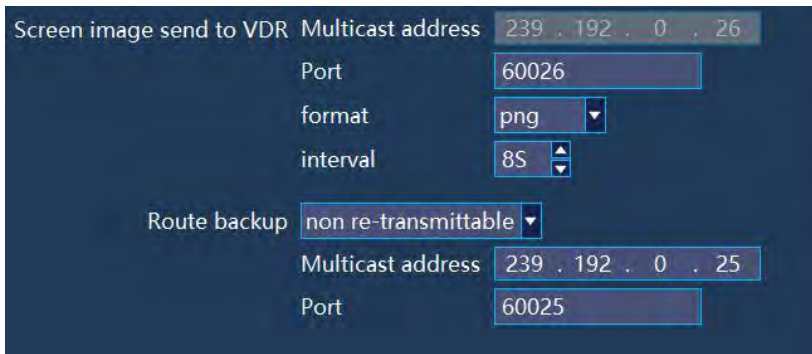 Screen image send to VDR Multicast address 239 . 192 . 0 . 26
Port 60026
format png
interval 8S
Route backup non re-transmittable
Multicast address 239 . 192 . 0 . 25
Port 60025